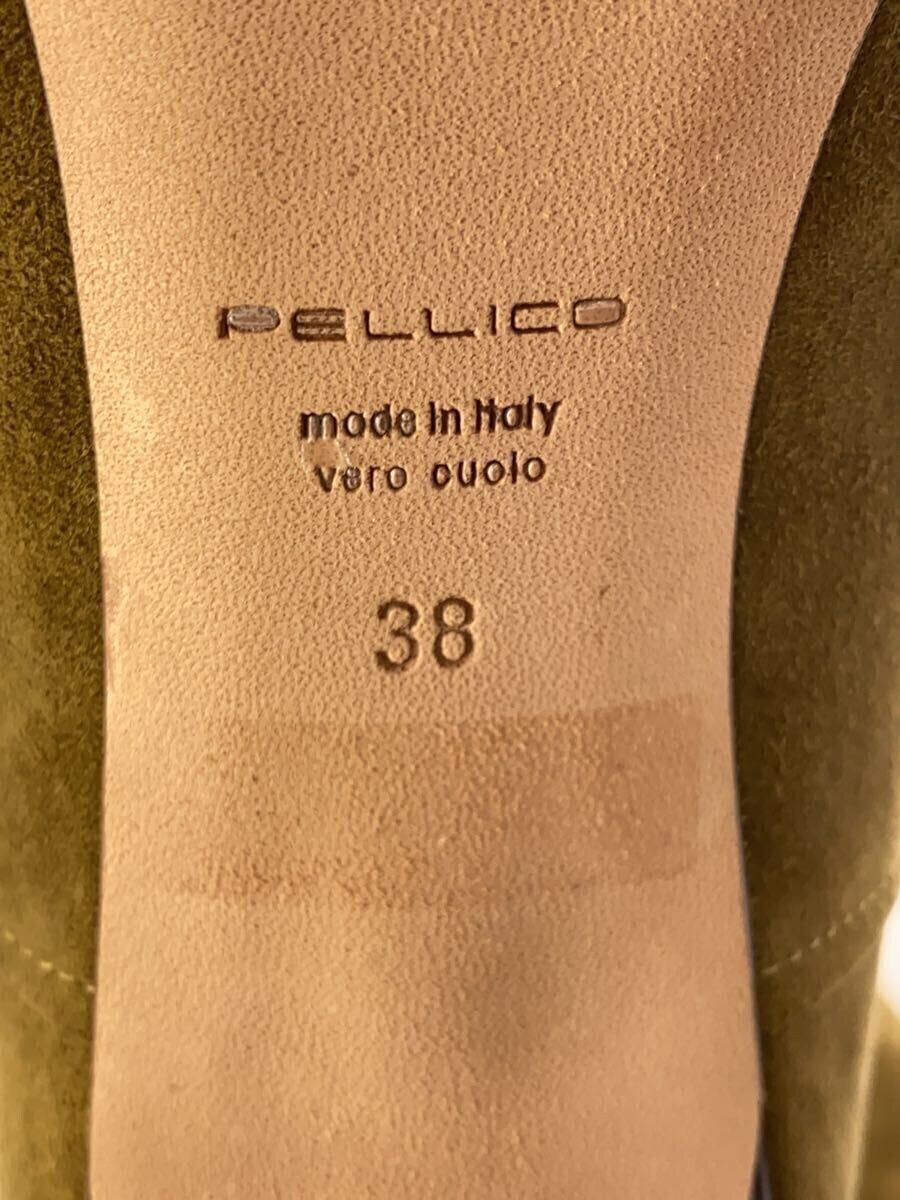 PELLICO
made in Italy
vero cuoio
38